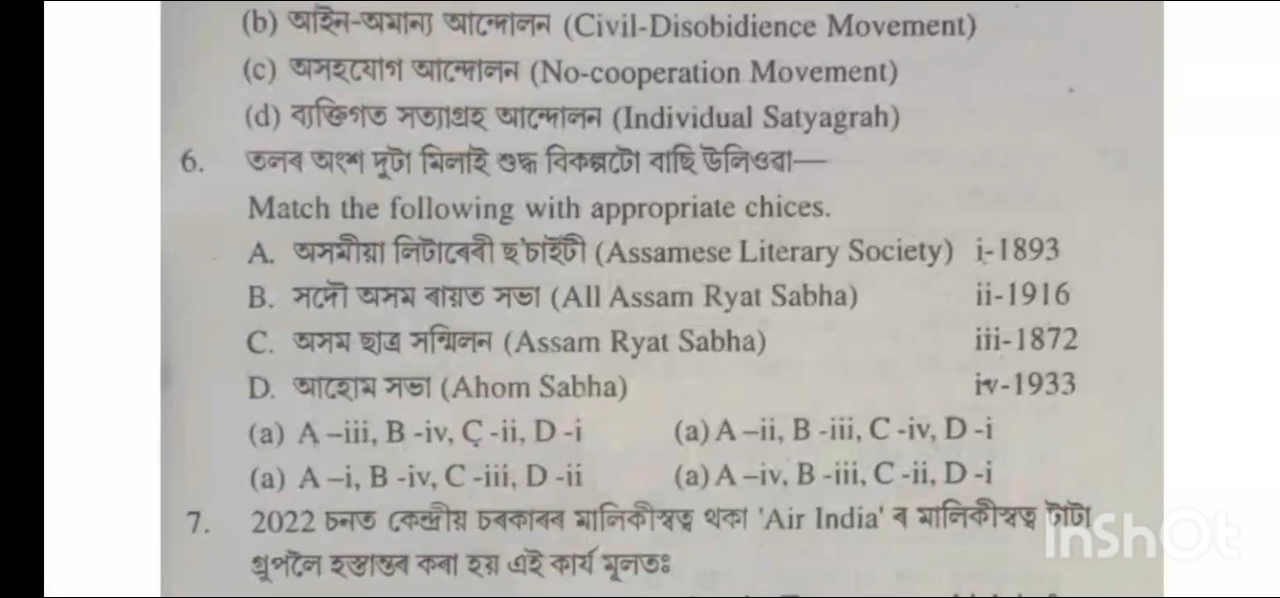 (b) আইন-অমান্য আন্দোলন (Civil-Disobidience Movement)
(c) অসহযোগ আন্দোলন (No-cooperation Movement)
(d) ব্যক্তিগত সত্যাগ্ৰহ আন্দোলন (Individual Satyagrah)
6. তলৰ অংশ দূটা মিলাই শুদ্ধ বিকল্পটো বাছি উলিওৱা—
Match the following with appropriate chices.
A. অসমীয়া লিটাৰেৰী ছ'চাইটী (Assamese Literary Society) i-1893
B. সদৌ অসম ৰায়ত সভা (All Assam Ryat Sabha) ii-1916
C. অসম ছাত্ৰ সন্মিলন (Assam Ryat Sabha) iii-1872
D. আহোম সভা (Ahom Sabha) iv-1933
(a) A –iii, B -iv, C -ii, D -i (a) A –ii, B -iii, C -iv, D -i
(a) A –i, B -iv, C -iii, D -ii (a) A –iv, B -iii, C -ii, D -i
7. 2022 চনত কেন্দ্ৰীয় চৰকাৰৰ মালিকীস্বত্ব থকা 'Air India' ৰ মালিকীস্বত্ব টাটা
গ্ৰুপলৈ হস্তান্তৰ কৰা হয় এই কাৰ্য মূলতঃ
InShOt